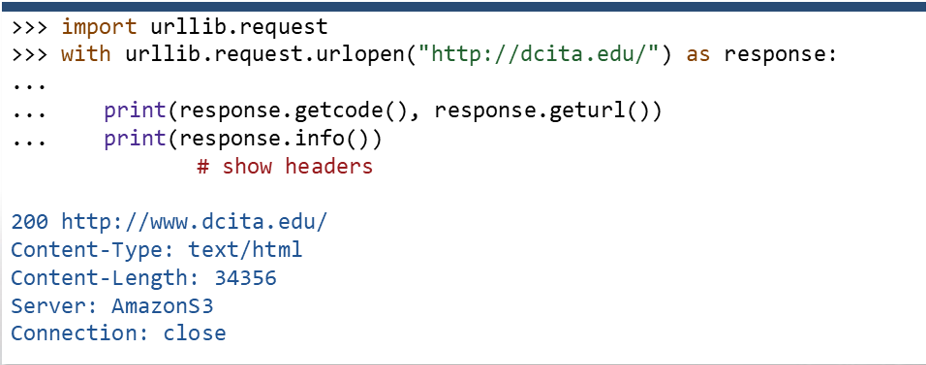 >>> import urllib.request
>>> with urllib.request.urlopen("http://dcita.edu/") as response:
...
...     print(response.getcode(), response.geturl())
...     print(response.info())
# show headers
200 http://www.dcita.edu/
Content-Type: text/html
Content-Length: 34356
Server: AmazonS3
Connection: close